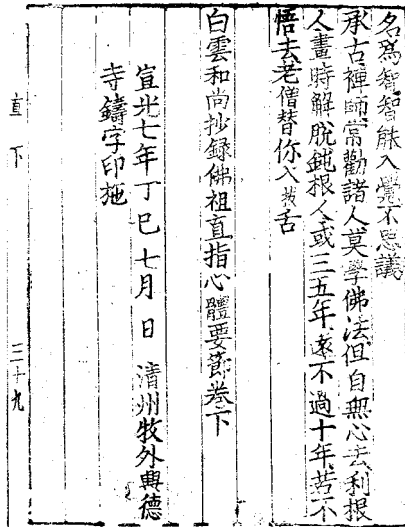 名爲智智能入覺不思議
承古禪師常勸諸人莫學佛法但自無心去利根
人晝時解脫鈍根人或三五年遠不過十年若不
悟去老僧替你入拔舌
白雲和尚抄錄佛祖直指心體要節卷下
宣光七年丁巳七月 日 清州牧外興德
寺鑄字印施
直下
三十九